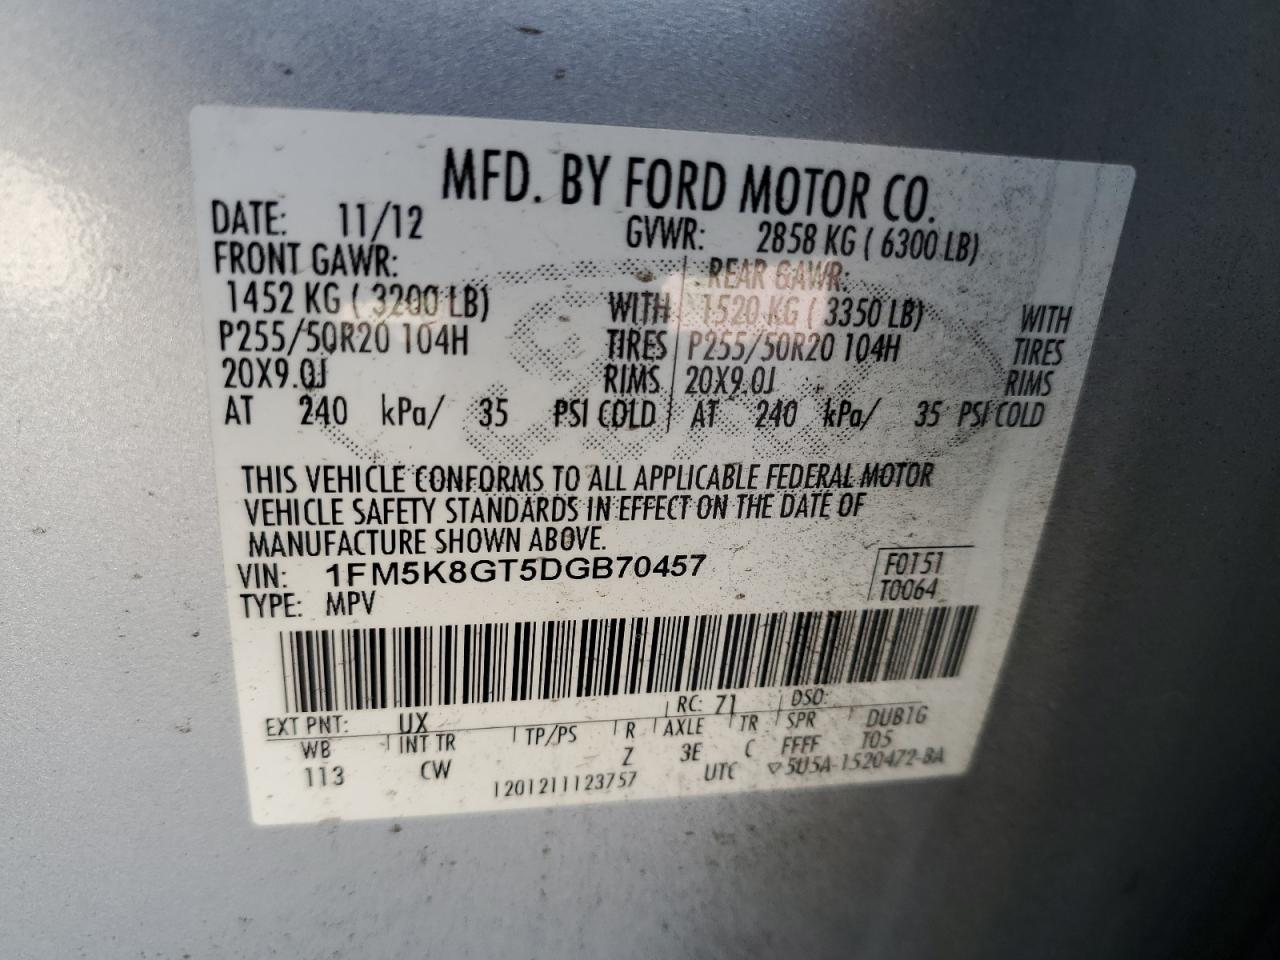 MFD. BY FORD MOTOR CO.
DATE: 11/12 GVWR: 2858 KG ( 6300 LB)
FRONT GAWR: REAR GAWR:
1452 KG ( 3200 LB) WITH 1520 KG ( 3350 LB) WITH
P255/50R20 104H TIRES P255/50R20 104H TIRES
20X9.0J RIMS 20X9.0J RIMS
AT 240 kPa/ 35 PSI COLD AT 240 kPa/ 35 PSI COLD
THIS VEHICLE CONFORMS TO ALL APPLICABLE FEDERAL MOTOR
VEHICLE SAFETY STANDARDS IN EFFECT ON THE DATE OF
MANUFACTURE SHOWN ABOVE.
VIN: 1FM5K8GT5DGB70457 F0151
TYPE: MPV T0064
EXT PNT: UX RC: 71 DSO:
WB INT TR TP/PS R AXLE TR SPR DUB1G
113 CW Z 3E C FFFF T05
1201211123757 UTC ▽5U5A-1520472-BA